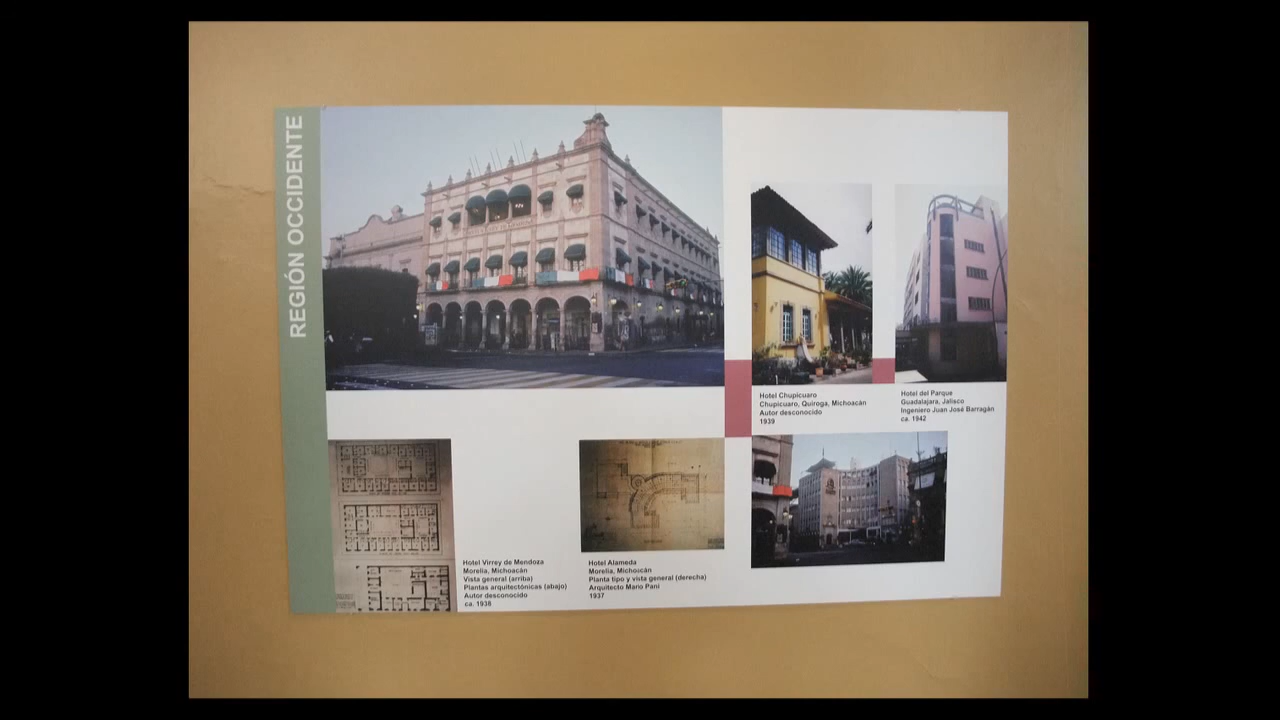 REGIÓN OCCIDENTE
Hotel Chupicuaro
Chupicuaro, Quiroga, Michoacán
Autor desconocido
1939
Hotel del Parque
Guadalajara, Jalisco
Ingeniero Juan José Barragán
ca. 1942
Hotel Virrey de Mendoza
Morelia, Michoacán
Vista general (arriba)
Plantas arquitectónicas (abajo)
Autor desconocido
ca. 1938
Hotel Alameda
Morelia, Michoacán
Planta tipo y vista general (derecha)
Arquitecto Mario Pani
1937